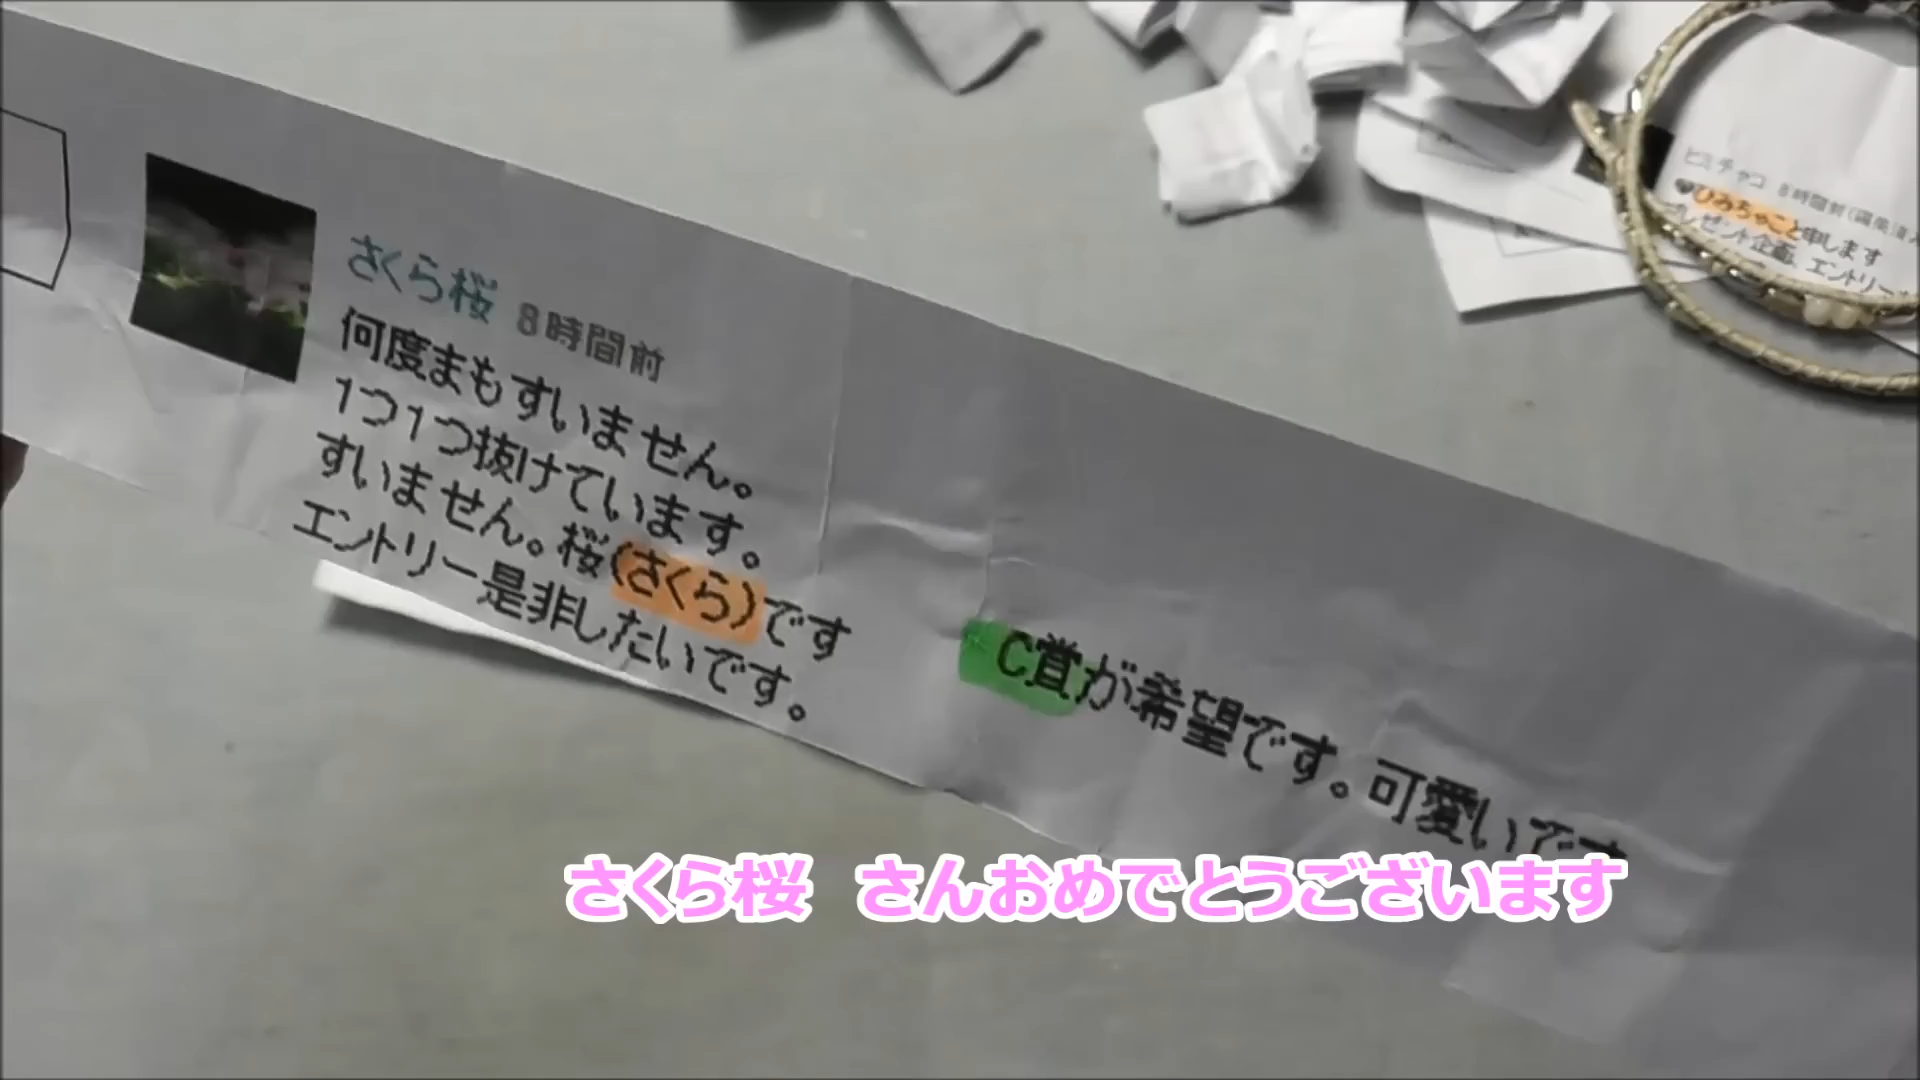 さくら桜 8時間前
何度まもすいません。
1つ1つ抜けています。
すいません。桜(さくら)です
エントリー是非したいです。
C賞が希望です。可愛いです
ヒミチャコ 8時間前(編集済
ひみちゃこと申します
プレゼント企画、エントリー
さくら桜 さんおめでとうございます